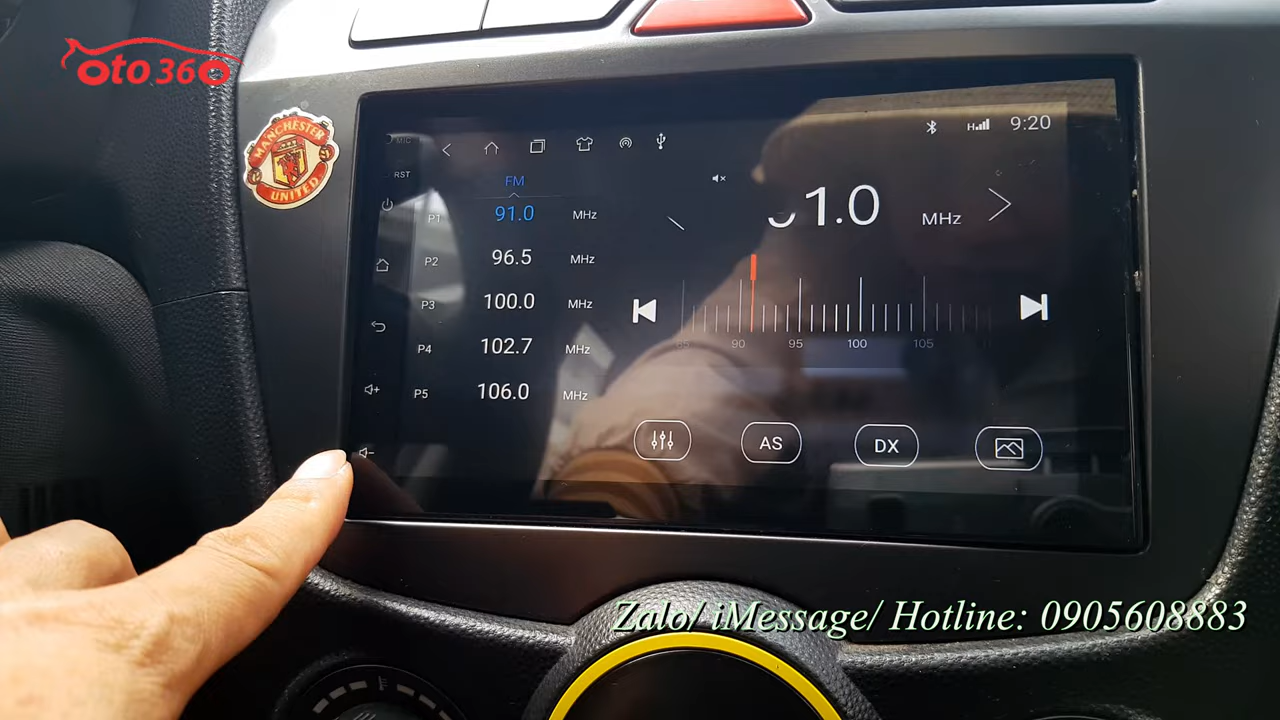 oto360
MANCHESTER
UNITED
MIC
RST
9:20
H
FM
P1 91.0 MHz
P2 96.5 MHz
P3 100.0 MHz
P4 102.7 MHz
P5 106.0 MHz
91.0 MHz
85 90 95 100 105
AS
DX
Zalo/ iMessage/ Hotline: 0905608883